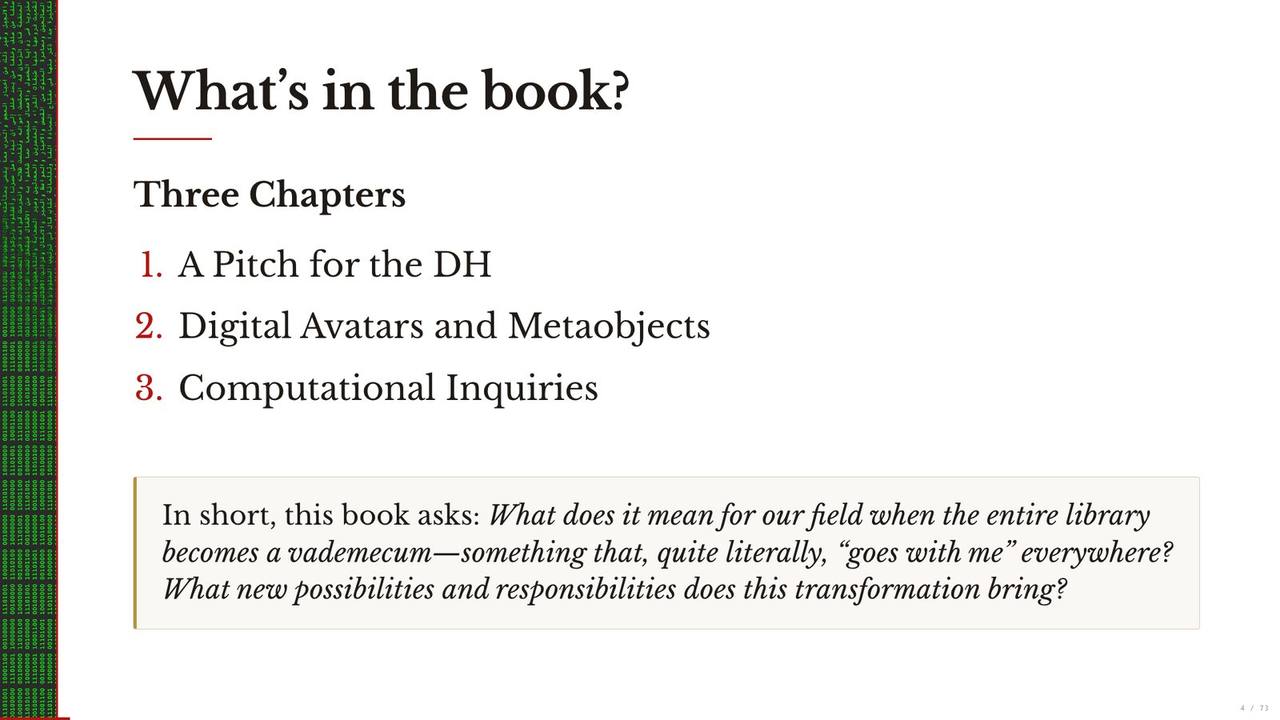 What’s in the book?
Three Chapters
1. A Pitch for the DH
2. Digital Avatars and Metaobjects
3. Computational Inquiries
In short, this book asks: What does it mean for our field when the entire library
becomes a vademecum—something that, quite literally, “goes with me” everywhere?
What new possibilities and responsibilities does this transformation bring?
4 / 73